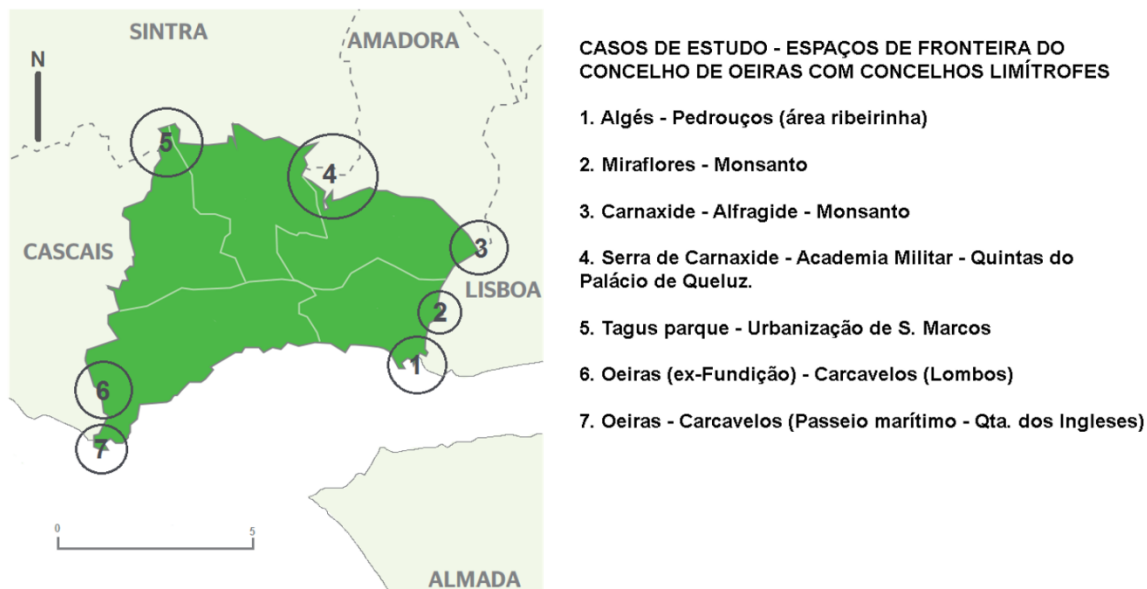 SINTRA
AMADORA
N
5
4
CASCAIS
3
LISBOA
2
1
6
7
0
5
ALMADA
CASOS DE ESTUDO - ESPAÇOS DE FRONTEIRA DO
CONCELHO DE OEIRAS COM CONCELHOS LIMÍTROFES
1. Algés - Pedrouços (área ribeirinha)
2. Miraflores - Monsanto
3. Carnaxide - Alfragide - Monsanto
4. Serra de Carnaxide - Academia Militar - Quintas do
Palácio de Queluz.
5. Tagus parque - Urbanização de S. Marcos
6. Oeiras (ex-Fundição) - Carcavelos (Lombos)
7. Oeiras - Carcavelos (Passeio marítimo - Qta. dos Ingleses)